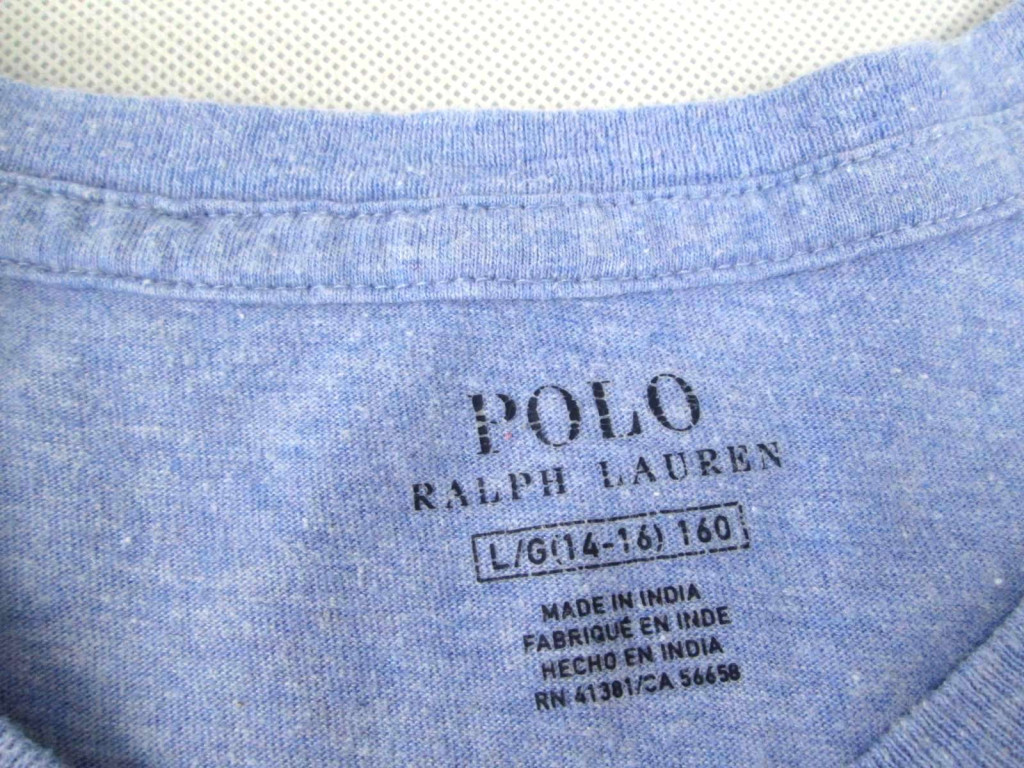 POLO
RALPH LAUREN
L/G(14-16) 160
MADE IN INDIA
FABRIQUÉ EN INDE
HECHO EN INDIA
RN 41381/CA 56658